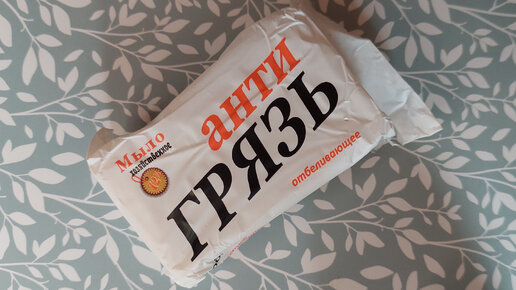 Мыло
хозяйственное
анти
ГРЯЗЬ
отбеливающее